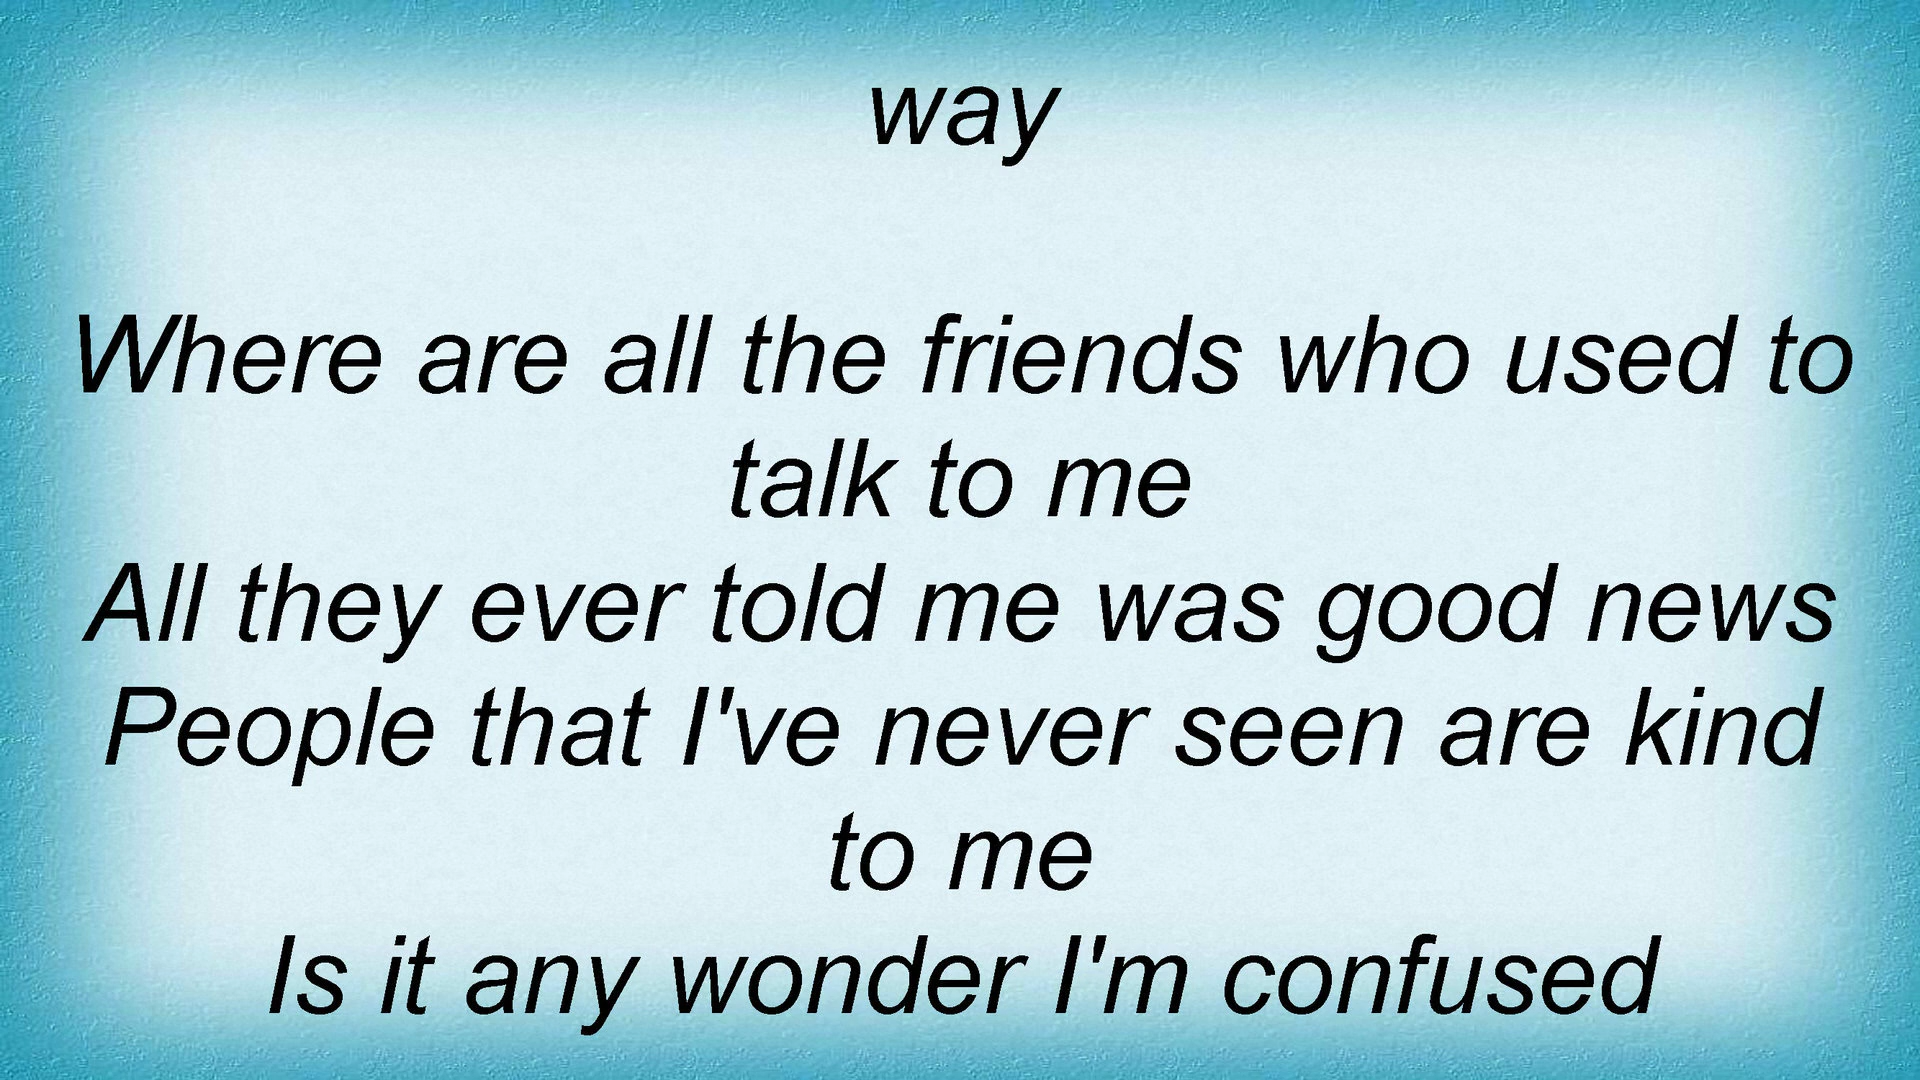 way
Where are all the friends who used to
talk to me
All they ever told me was good news
People that I've never seen are kind
to me
Is it any wonder I'm confused